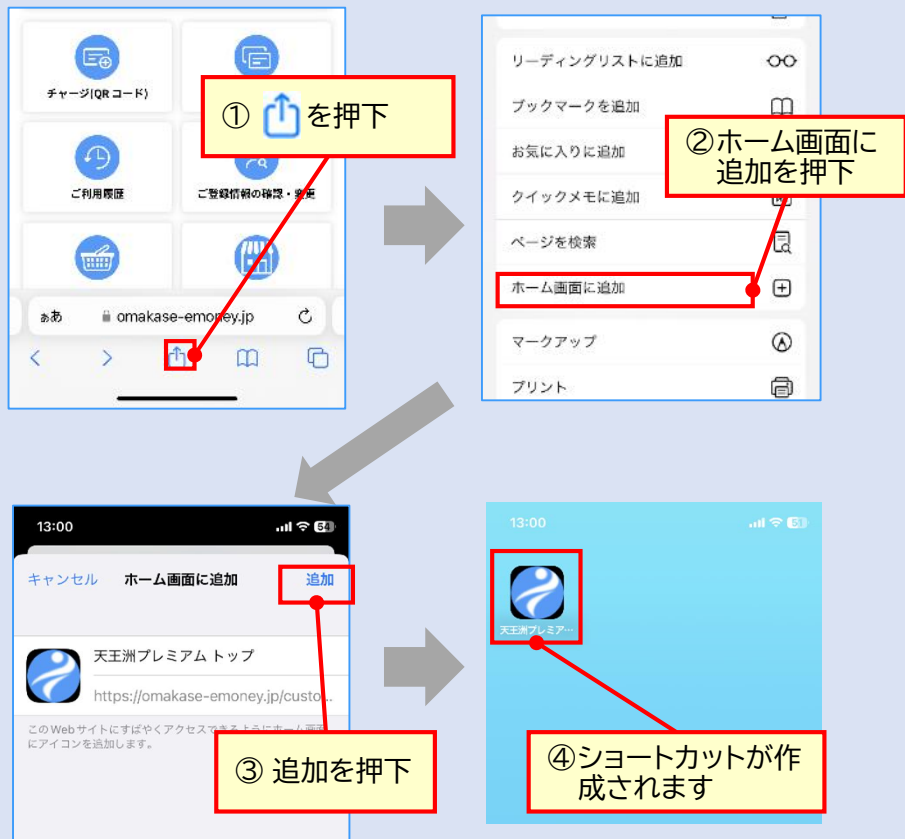 チャージ(QRコード)
① を押下
ご利用履歴
ご登録情報の確認・変更
ぁあ
omakase-emoney.jp
リーディングリストに追加
ブックマークを追加
お気に入りに追加
クイックメモに追加
ページを検索
ホーム画面に追加
マークアップ
プリント
②ホーム画面に
追加を押下
13:00
54
キャンセル ホーム画面に追加 追加
天王洲プレミアム トップ
https://omakase-emoney.jp/custo...
このWebサイトにすばやくアクセスできるようにホーム画面
にアイコンを追加します。
③ 追加を押下
13:00
天王洲プレミア…
④ショートカットが作
成されます